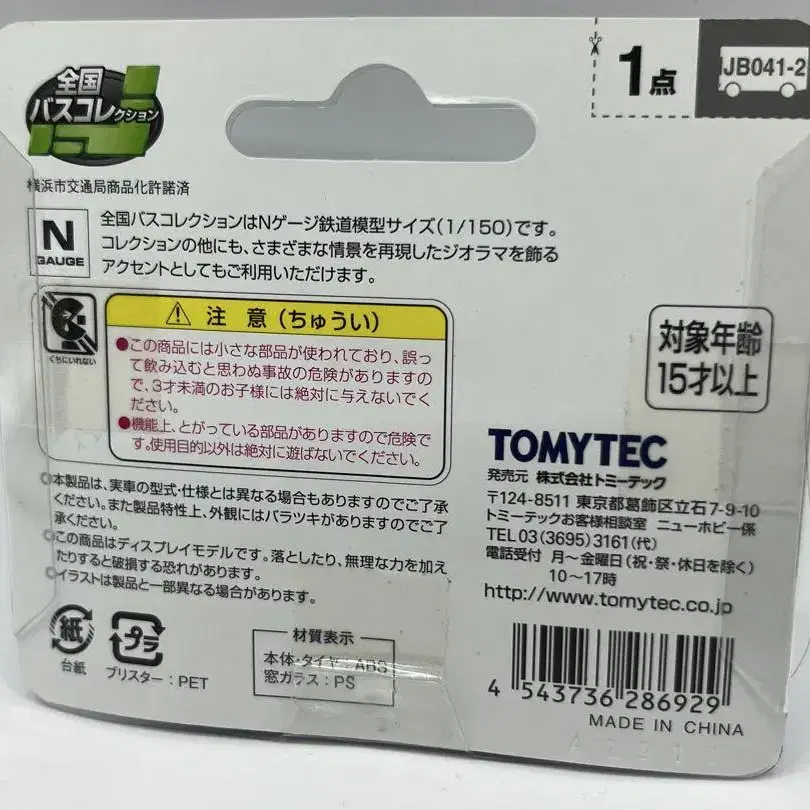 全国
バスコレクション
1点
JB041-2
横浜市交通局商品化許諾済
N
GAUGE
全国バスコレクションはNゲージ鉄道模型サイズ(1/150)です。
コレクションの他にも、さまざまな情景を再現したジオラマを飾る
アクセントとしてもご利用いただけます。
くちにいれない
注 意(ちゅうい)
●この商品には小さな部品が使われており、誤っ
て飲み込むと思わぬ事故の危険がありますの
で、3才未満のお子様には絶対に与えないでく
ださい。
●機能上、とがっている部品がありますので危険で
す。使用目的以外は絶対に遊ばないでください。
対象年齢
15才以上
○本製品は、実車の型式・仕様とは異なる場合もありますのでご了承
ください。また製品特性上、外観にはバラツキがありますのでご了
承ください。
○この商品はディスプレイモデルです。落としたり、無理な力を加え
たりすると破損する恐れがあります。
○イラストは製品と一部異なる場合があります。
TOMYTEC
発売元 株式会社トミーテック
〒124-8511 東京都葛飾区立石7-9-10
トミーテックお客様相談室 ニューホビー係
TEL 03(3695)3161(代)
電話受付 月〜金曜日(祝・祭・休日を除く)
10〜17時
http://www.tomytec.co.jp
紙
台紙
プラ
ブリスター:PET
材質表示
本体・タイヤ:ABS
窓ガラス:PS
4 543736 286929
MADE IN CHINA